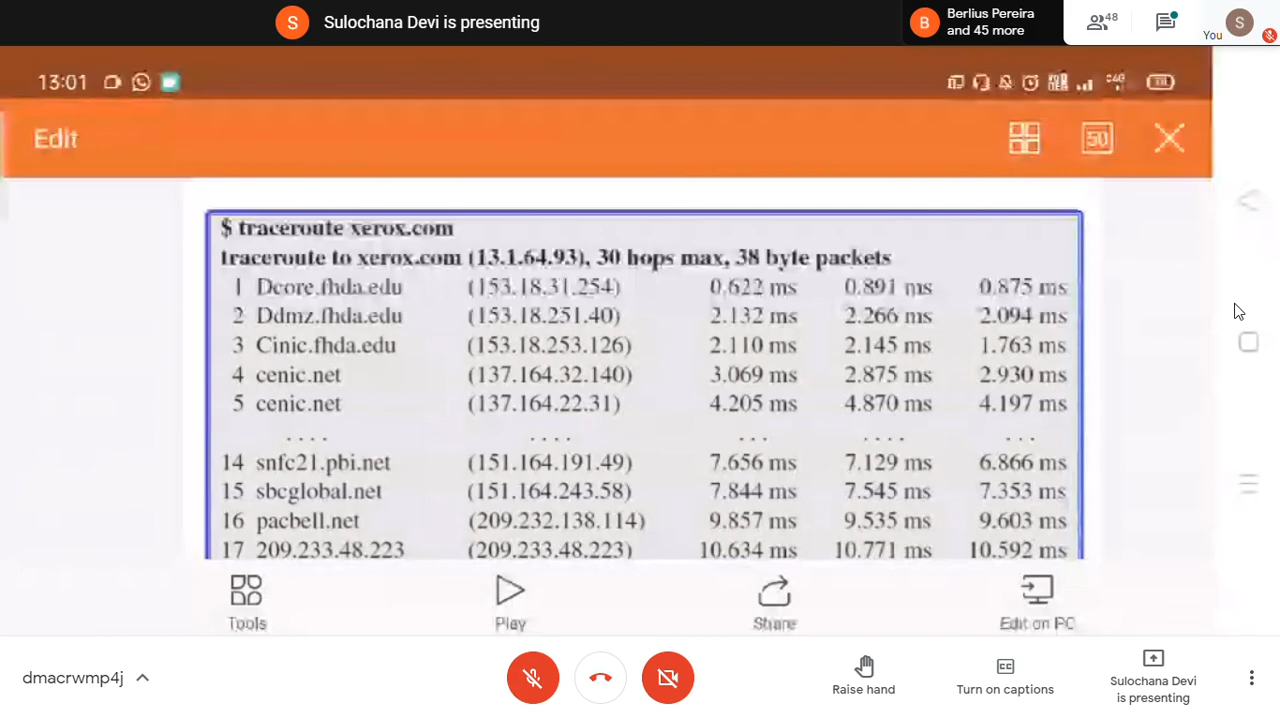 Sulochana Devi is presenting
Berlius Pereira
and 45 more
48
You
S
B
S
13:01
Edit
50
$ traceroute xerox.com
traceroute to xerox.com (13.1.64.93), 30 hops max, 38 byte packets
1 Dcore.fhda.edu (153.18.31.254) 0.622 ms 0.891 ms 0.875 ms
2 Ddmz.fhda.edu (153.18.251.40) 2.132 ms 2.266 ms 2.094 ms
3 Cinic.fhda.edu (153.18.253.126) 2.110 ms 2.145 ms 1.763 ms
4 cenic.net (137.164.32.140) 3.069 ms 2.875 ms 2.930 ms
5 cenic.net (137.164.22.31) 4.205 ms 4.870 ms 4.197 ms
. . . . . . . . . . . . . . . . . .
14 snfc21.pbi.net (151.164.191.49) 7.656 ms 7.129 ms 6.866 ms
15 sbcglobal.net (151.164.243.58) 7.844 ms 7.545 ms 7.353 ms
16 pacbell.net (209.232.138.114) 9.857 ms 9.535 ms 9.603 ms
17 209.233.48.223 (209.233.48.223) 10.634 ms 10.771 ms 10.592 ms
Tools Play Share Edit on PC
dmacrwmp4j
Raise hand
CC
Turn on captions
Sulochana Devi
is presenting